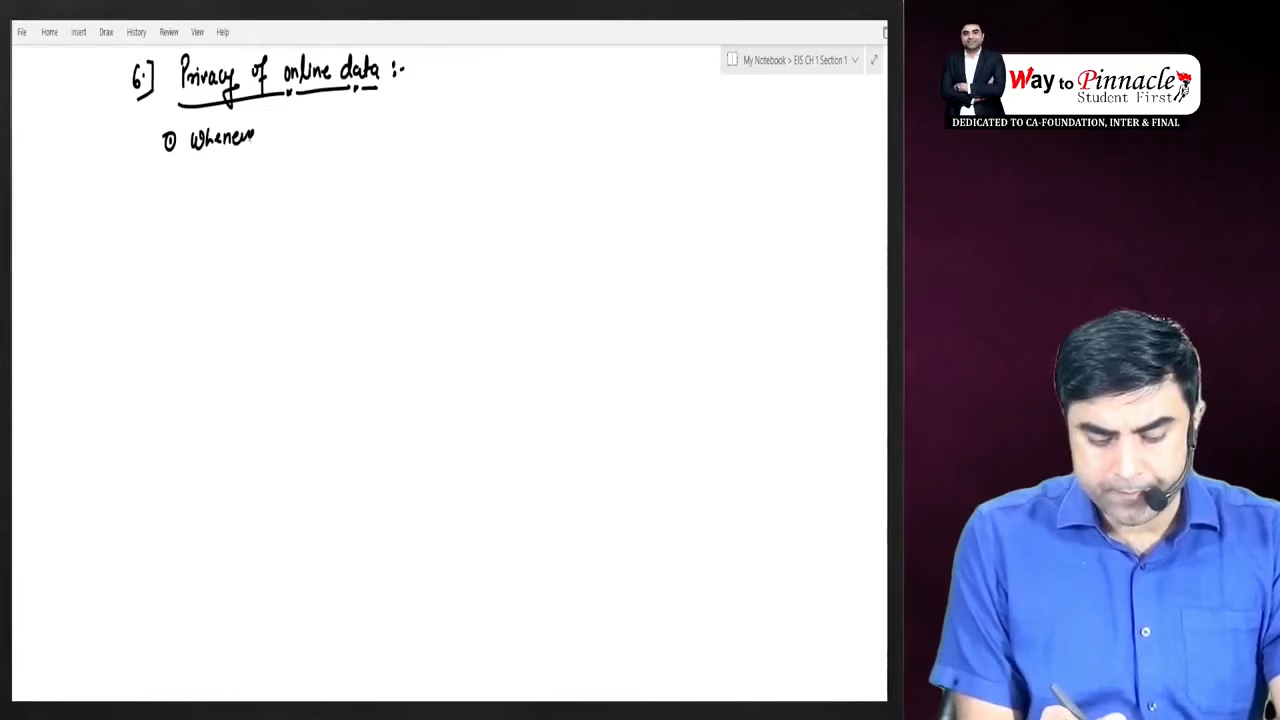 File Home Insert Draw History Review View Help
6.] Privacy of online data :-
My Notebook > EIS CH 1 Section 1
① Whenev
Way to Pinnacle
Student First
DEDICATED TO CA-FOUNDATION, INTER & FINAL